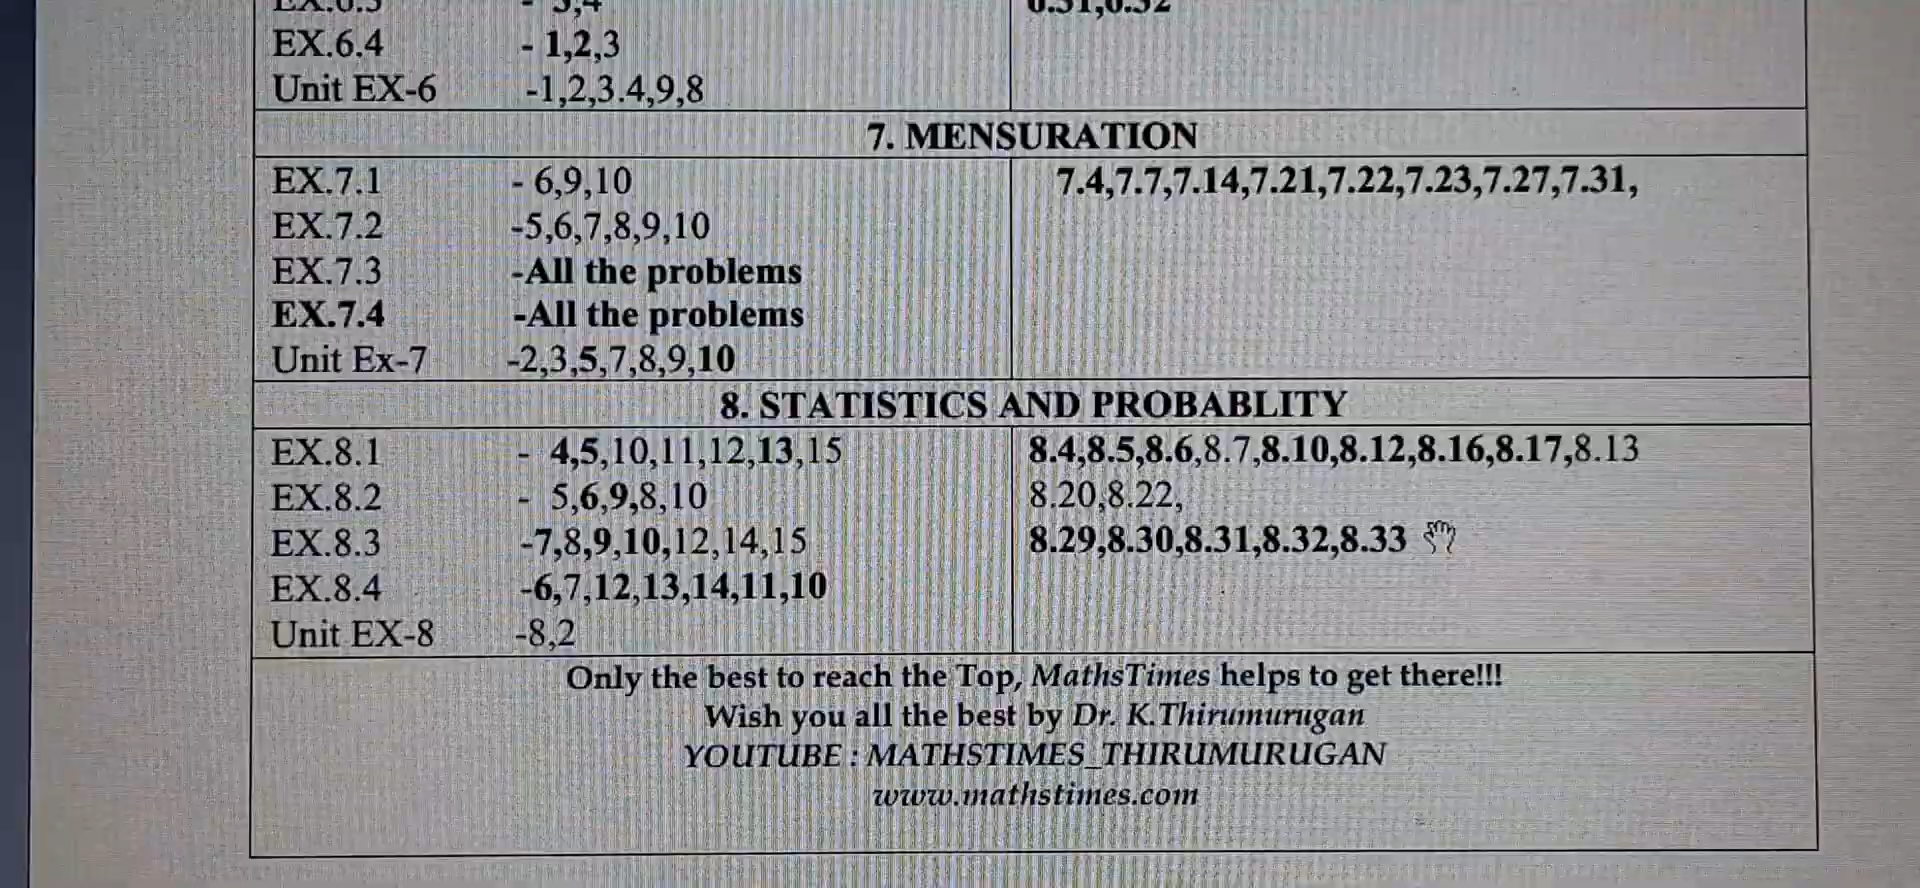 EX.6.3 - 3,4 6.31,6.32
EX.6.4 - 1,2,3
Unit EX-6 -1,2,3.4,9,8
7. MENSURATION
EX.7.1 - 6,9,10 7.4,7.7,7.14,7.21,7.22,7.23,7.27,7.31,
EX.7.2 -5,6,7,8,9,10
EX.7.3 -All the problems
EX.7.4 -All the problems
Unit Ex-7 -2,3,5,7,8,9,10
8. STATISTICS AND PROBABLITY
EX.8.1 - 4,5,10,11,12,13,15 8.4,8.5,8.6,8.7,8.10,8.12,8.16,8.17,8.13
EX.8.2 - 5,6,9,8,10 8.20,8.22,
EX.8.3 -7,8,9,10,12,14,15 8.29,8.30,8.31,8.32,8.33
EX.8.4 -6,7,12,13,14,11,10
Unit EX-8 -8,2
Only the best to reach the Top, MathsTimes helps to get there!!!
Wish you all the best by Dr. K.Thirumurugan
YOUTUBE : MATHSTIMES_THIRUMURUGAN
www.mathstimes.com